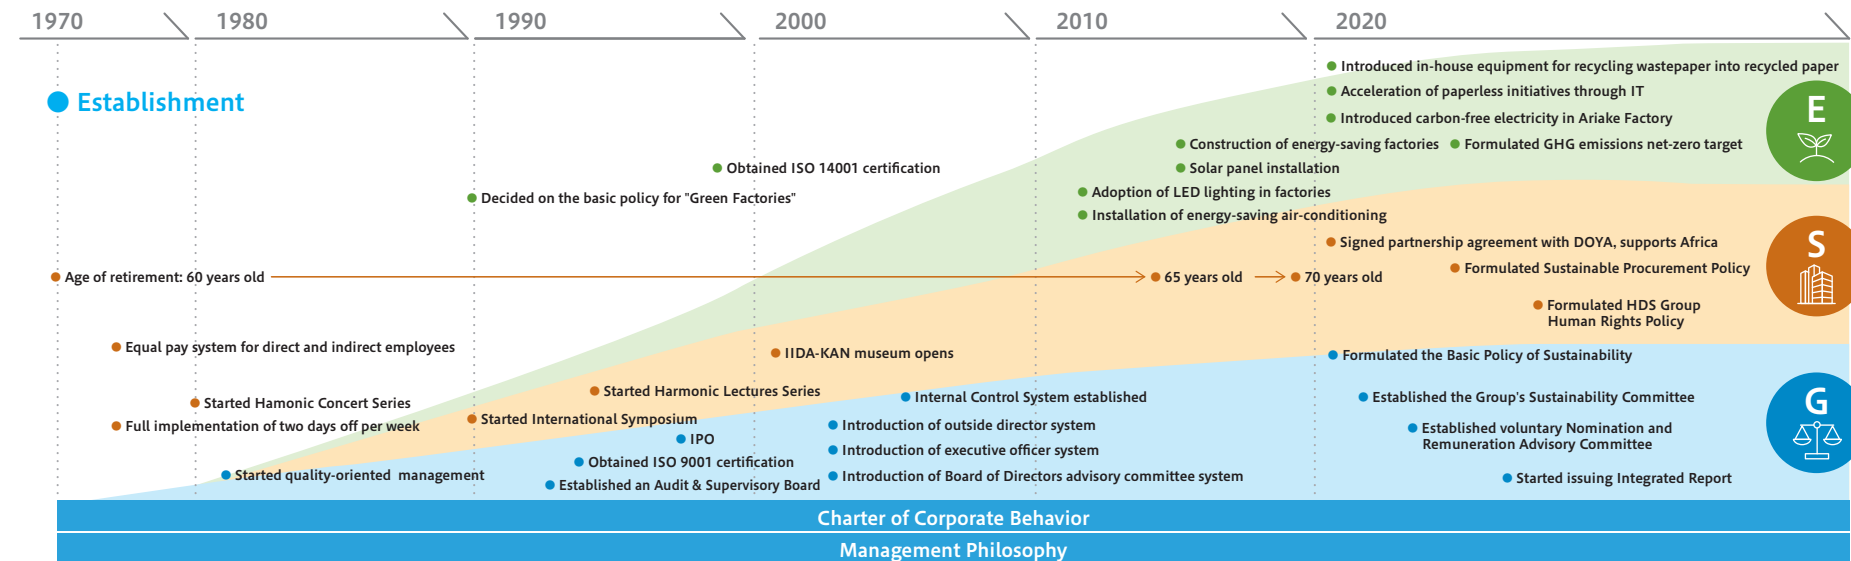 1970
1980
1990
2000
2010
2020
Establishment
Introduced in-house equipment for recycling wastepaper into recycled paper
Acceleration of paperless initiatives through IT
Introduced carbon-free electricity in Ariake Factory
Construction of energy-saving factories
Formulated GHG emissions net-zero target
Obtained ISO 14001 certification
Solar panel installation
Decided on the basic policy for "Green Factories"
Adoption of LED lighting in factories
Installation of energy-saving air-conditioning
E
Signed partnership agreement with DOYA, supports Africa
Formulated Sustainable Procurement Policy
Age of retirement: 60 years old
65 years old
70 years old
Formulated HDS Group
Human Rights Policy
S
Equal pay system for direct and indirect employees
IIDA-KAN museum opens
Formulated the Basic Policy of Sustainability
Started Harmonic Lectures Series
Started Hamonic Concert Series
Internal Control System established
Established the Group's Sustainability Committee
Full implementation of two days off per week
Started International Symposium
Introduction of outside director system
Established voluntary Nomination and
Remuneration Advisory Committee
IPO
Introduction of executive officer system
Obtained ISO 9001 certification
Started quality-oriented management
Established an Audit & Supervisory Board
Introduction of Board of Directors advisory committee system
Started issuing Integrated Report
G
Charter of Corporate Behavior
Management Philosophy